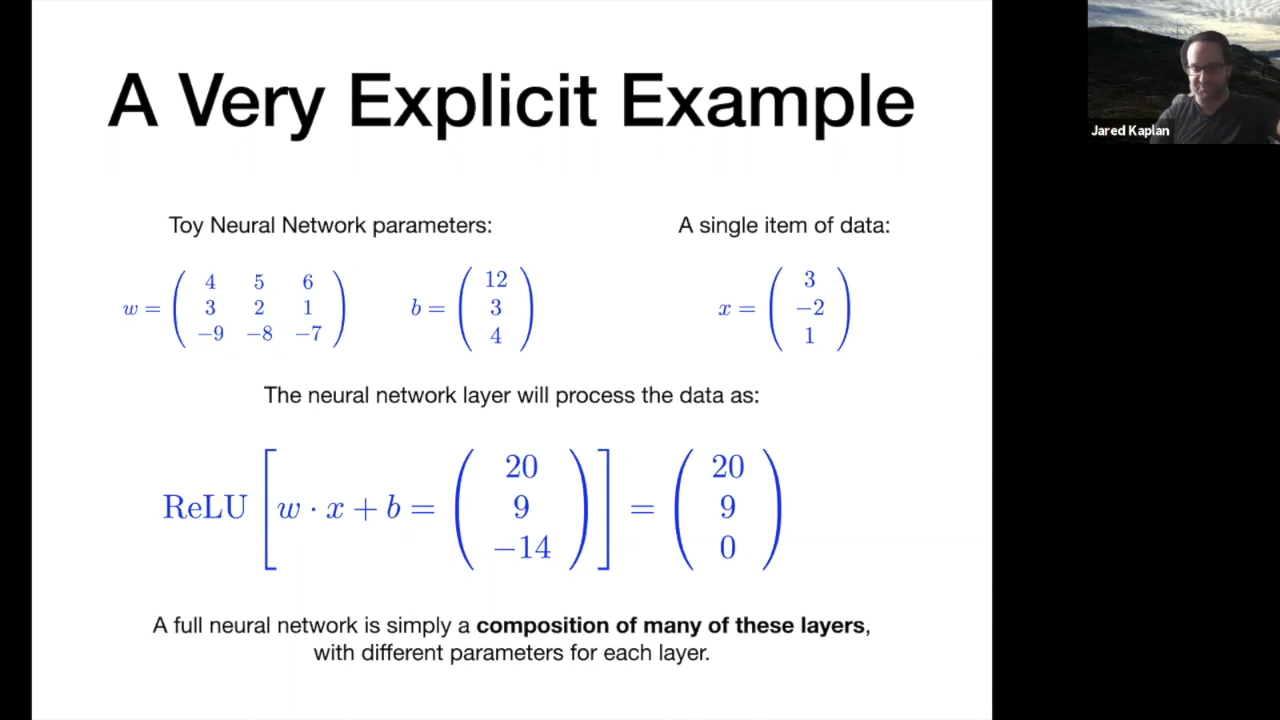 A Very Explicit Example
Jared Kaplan
Toy Neural Network parameters:
A single item of data:
w = ( 4 5 6
3 2 1
−9 −8 −7 )
b = ( 12
3
4 )
x = ( 3
−2
1 )
The neural network layer will process the data as:
ReLU [ w · x + b = ( 20
9
−14 ) ] = ( 20
9
0 )
A full neural network is simply a composition of many of these layers,
with different parameters for each layer.